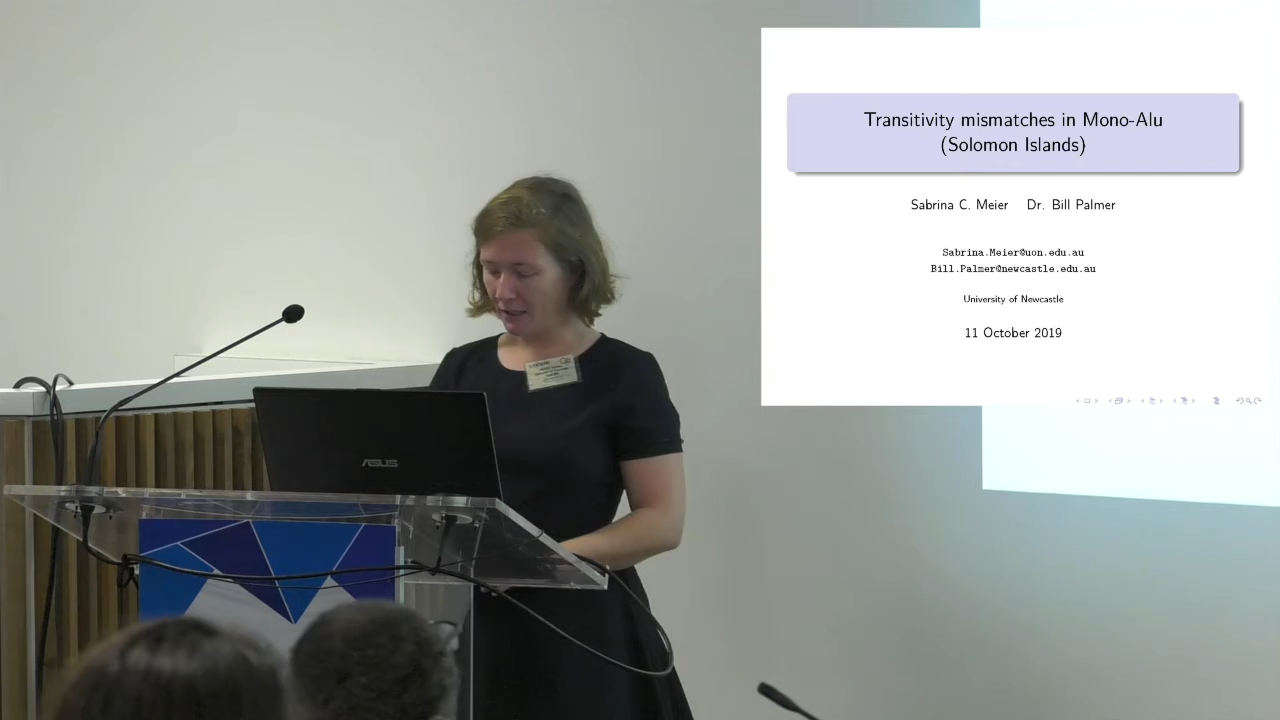 Transitivity mismatches in Mono-Alu
(Solomon Islands)
Sabrina C. Meier Dr. Bill Palmer
Sabrina.Meier@uon.edu.au
Bill.Palmer@newcastle.edu.au
University of Newcastle
11 October 2019
ASUS